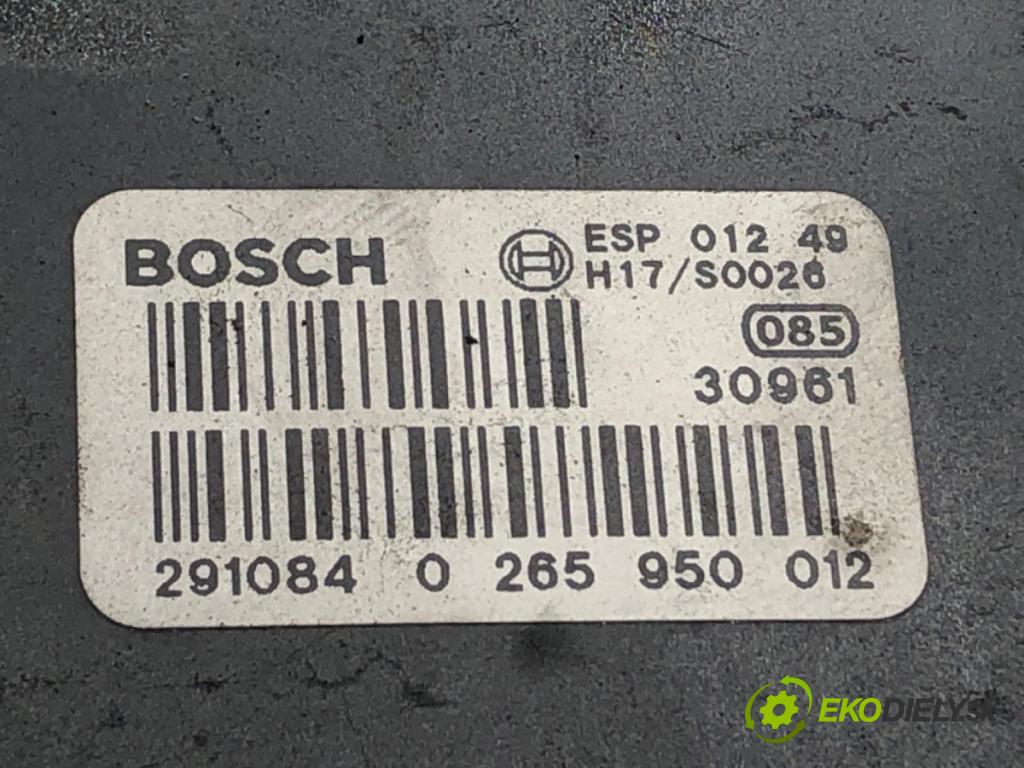 BOSCH
ESP 012 49
H17/S0026
085
30961
291084 0 265 950 012
EKODIELY.SK